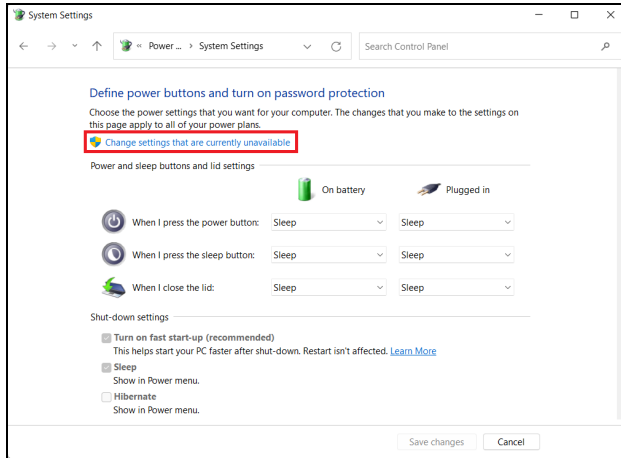 System Settings
« Power ... › System Settings
Search Control Panel
Define power buttons and turn on password protection
Choose the power settings that you want for your computer. The changes that you make to the settings on
this page apply to all of your power plans.
Change settings that are currently unavailable
Power and sleep buttons and lid settings
On battery Plugged in
When I press the power button: Sleep Sleep
When I press the sleep button: Sleep Sleep
When I close the lid: Sleep Sleep
Shut-down settings
Turn on fast start-up (recommended)
This helps start your PC faster after shut-down. Restart isn't affected. Learn More
Sleep
Show in Power menu.
Hibernate
Show in Power menu.
Save changes Cancel